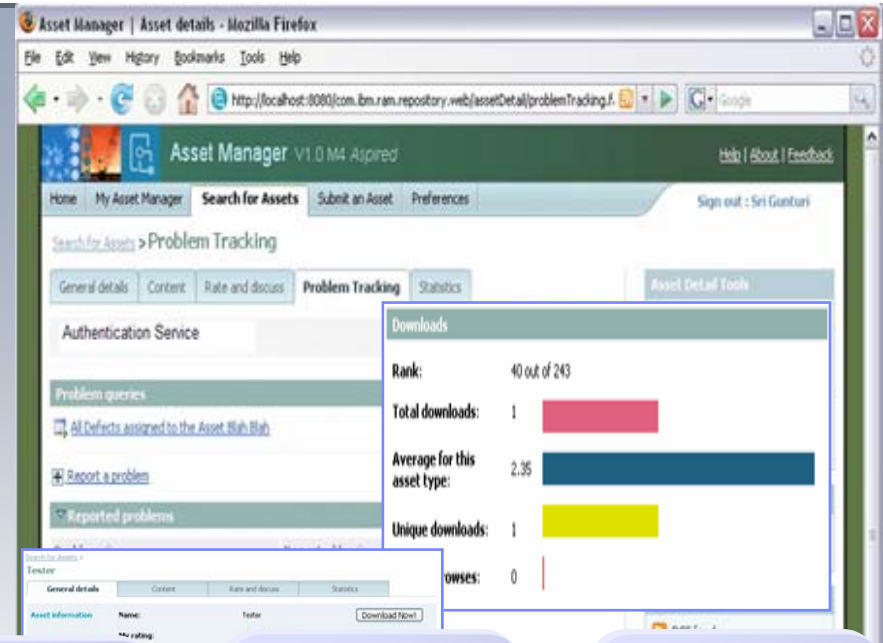 Asset Manager | Asset details - Mozilla Firefox
File Edit View History Bookmarks Tools Help
http://localhost:8080/com.ibm.ram.repository.web/assetDetail/problemTracking.f.
Google
Asset Manager V1.0 M4 Aspired
Help | About | Feedback
Home My Asset Manager Search for Assets Submit an Asset Preferences
Sign out : Sri Gunturi
Search for Assets > Problem Tracking
General details Content Rate and discuss Problem Tracking Statistics
Asset Detail Tools
Authentication Service
Problem queries
All Defects assigned to the Asset Blah Blah
Report a problem
Reported problems
Downloads
Rank: 40 out of 243
Total downloads: 1
Average for this asset type: 2.35
Unique downloads: 1
owses: 0
Search for Assets >
Tester
General details Content Rate and discuss Statistics
Asset information Name: Tester Download Now!
My rating: